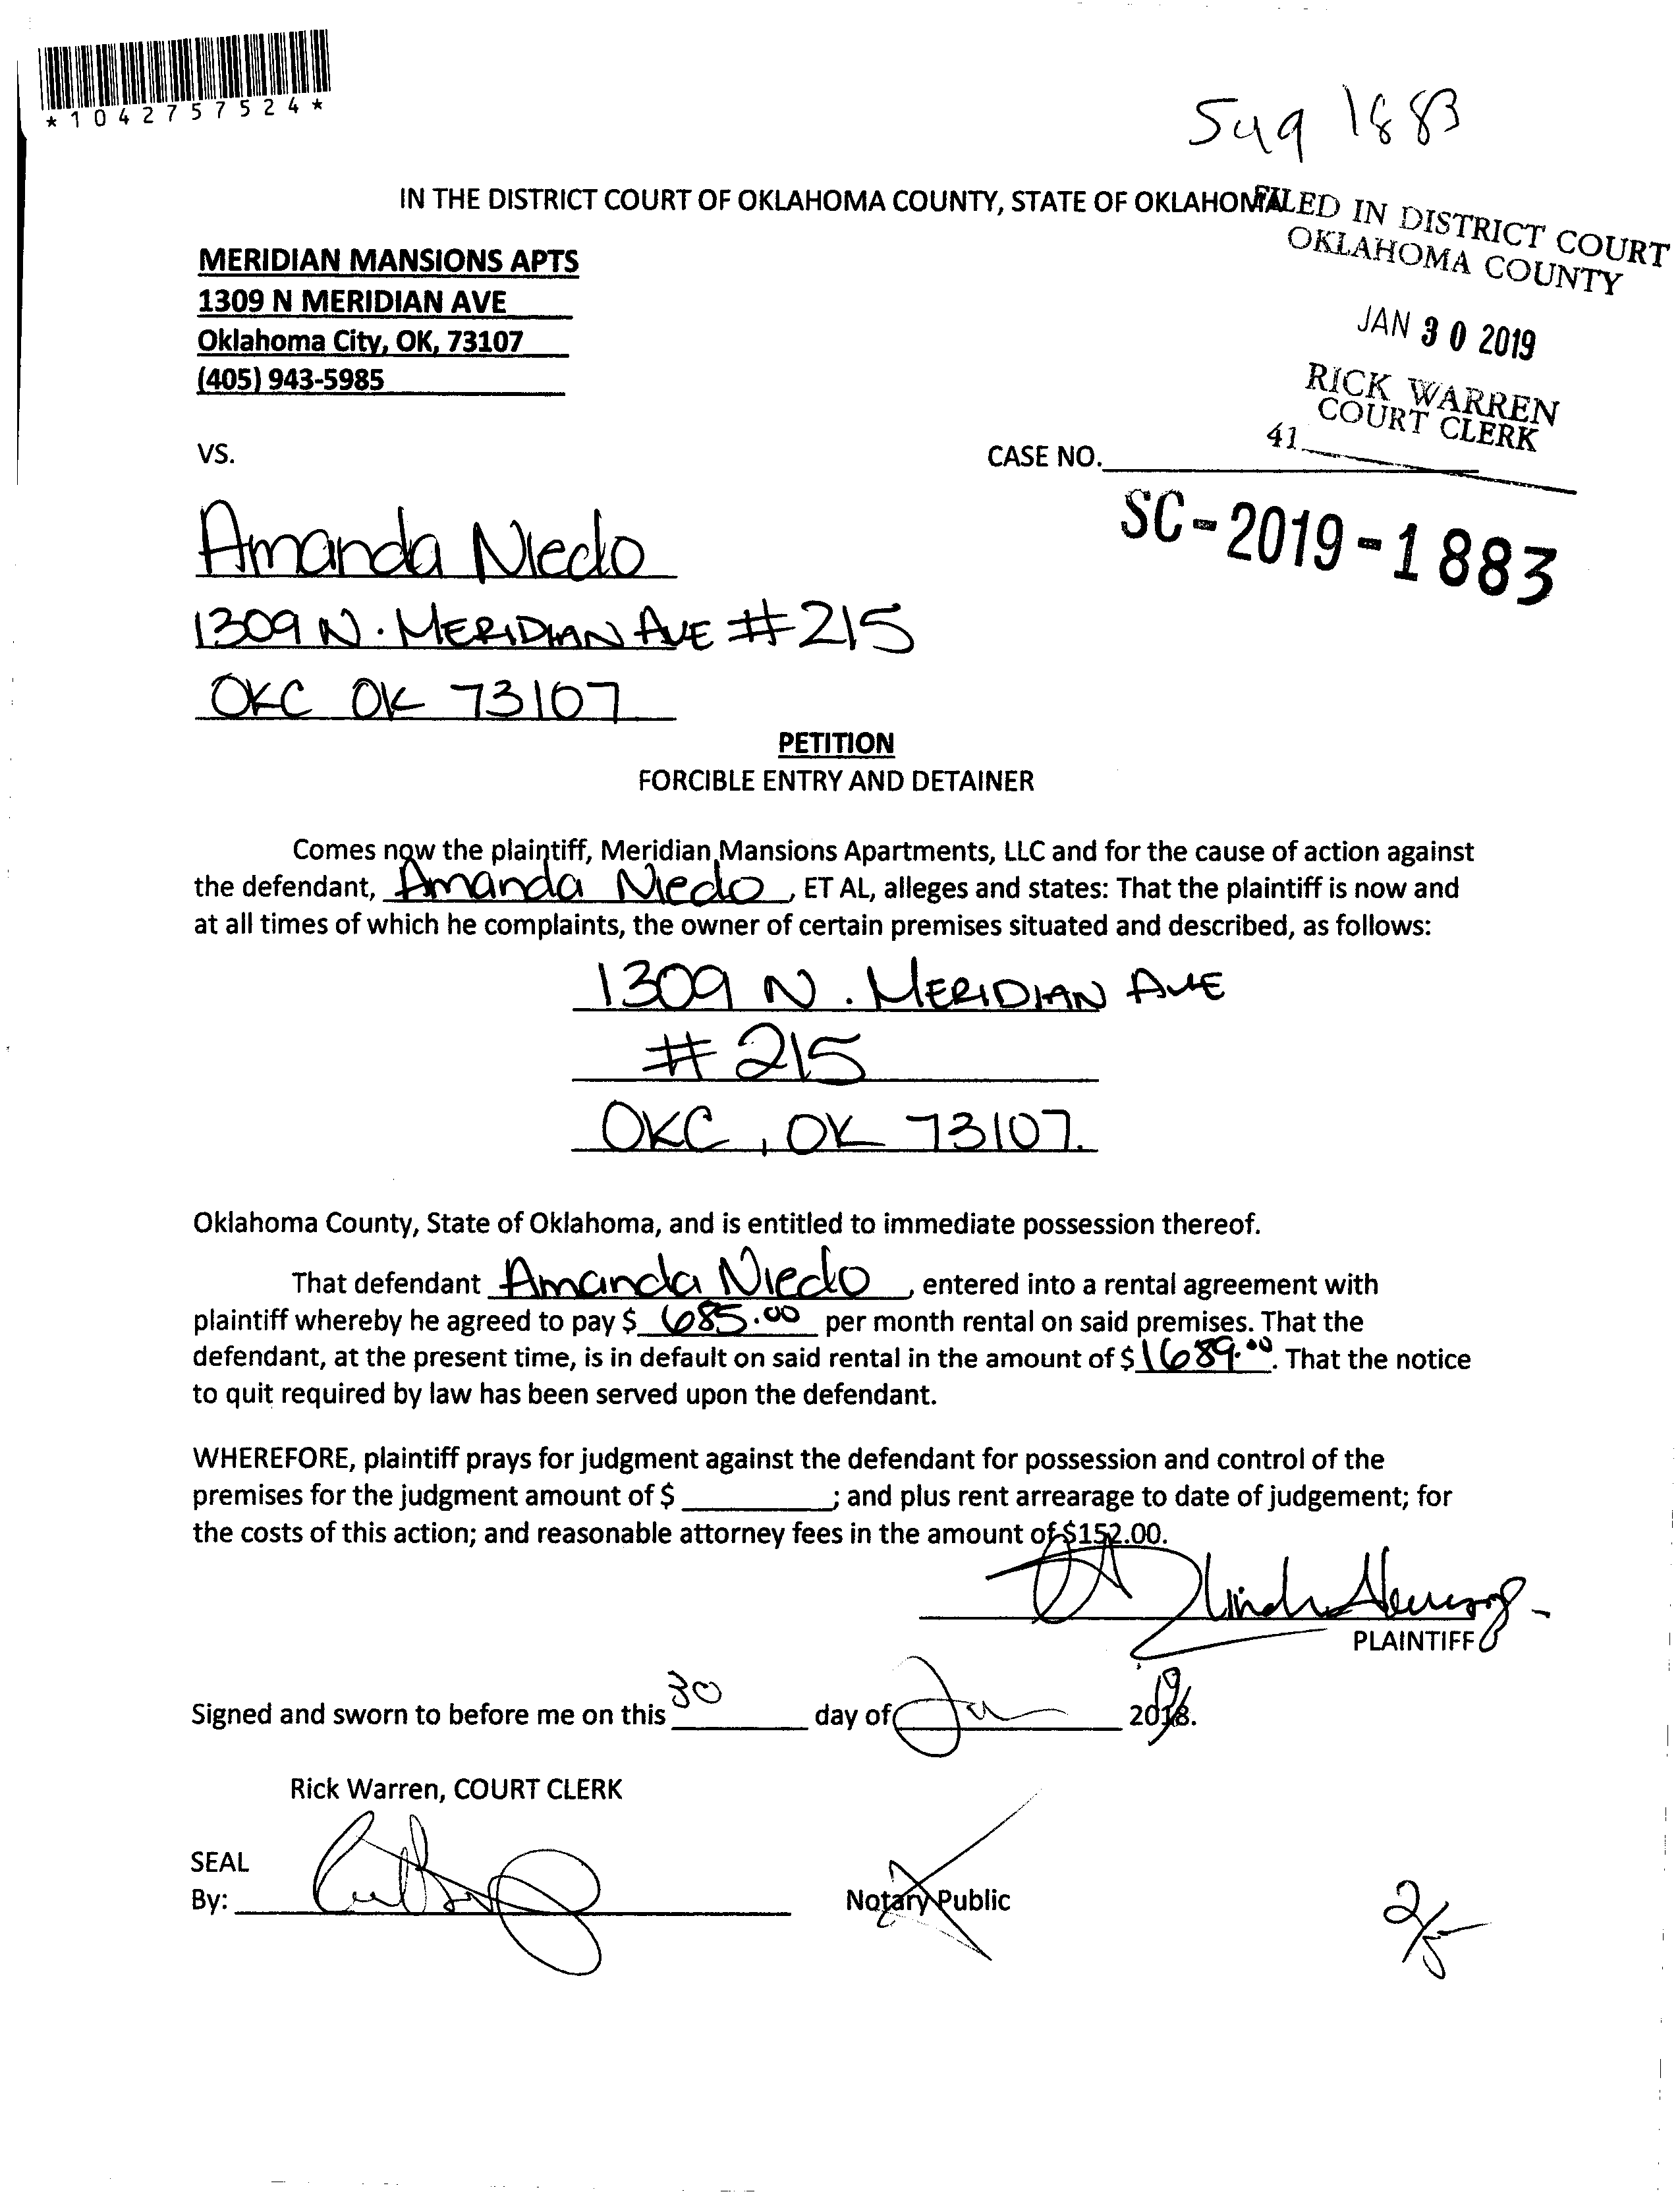 *1042757524*
1883
IN THE DISTRICT COURT OF OKLAHOMA COUNTY, STATE OF OKLAHOMA
FILED IN DISTRICT COURT
OKLAHOMA COUNTY
JAN 30 2019
RICK WARREN
COURT CLERK
41
MERIDIAN MANSIONS APTS
1309 N MERIDIAN AVE
Oklahoma City, OK, 73107
(405) 943-5985
VS.
CASE NO.
SC-2019-1883
Amanda Niedo
1309 N. MERIDIAN AVE #215
OKC OK 73107
PETITION
FORCIBLE ENTRY AND DETAINER
Comes now the plaintiff, Meridian Mansions Apartments, LLC and for the cause of action against
the defendant, Amanda Niedo, ET AL, alleges and states: That the plaintiff is now and
at all times of which he complaints, the owner of certain premises situated and described, as follows:
1309 N. MERIDIAN AVE
#215
OKC, OK 73107.
Oklahoma County, State of Oklahoma, and is entitled to immediate possession thereof.
That defendant Amanda Niedo, entered into a rental agreement with
plaintiff whereby he agreed to pay $ 685.00 per month rental on said premises. That the
defendant, at the present time, is in default on said rental in the amount of $1689.00. That the notice
to quit required by law has been served upon the defendant.
WHEREFORE, plaintiff prays for judgment against the defendant for possession and control of the
premises for the judgment amount of $ ; and plus rent arrearage to date of judgement; for
the costs of this action; and reasonable attorney fees in the amount of $152.00.
PLAINTIFF
Signed and sworn to before me on this 30 day of Jan 2019.
Rick Warren, COURT CLERK
SEAL
By:
Notary Public
2/5